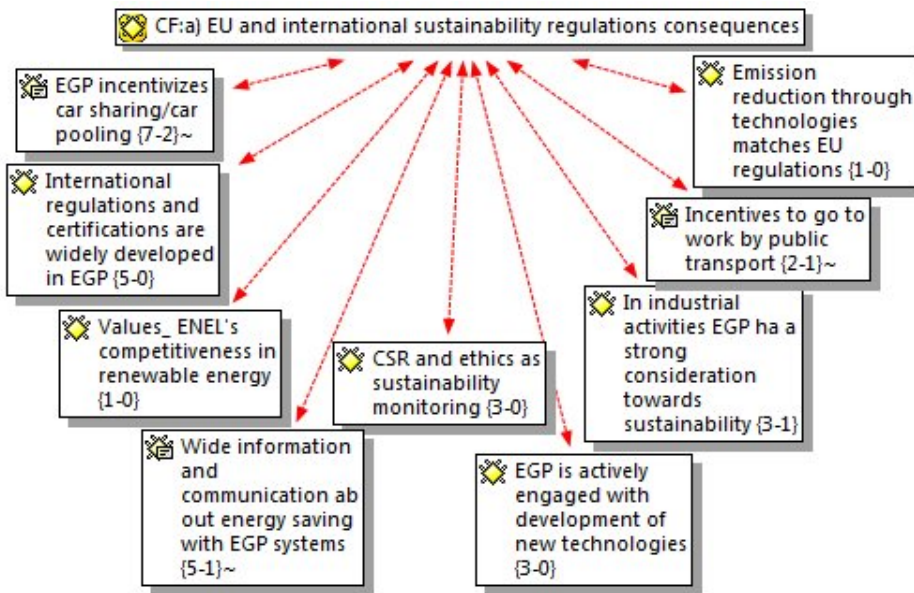 CF:a) EU and international sustainability regulations consequences
EGP incentivizes
car sharing/car
pooling {7-2}~
Emission
reduction through
technologies
matches EU
regulations {1-0}
International
regulations and
certifications are
widely developed
in EGP {5-0}
Incentives to go to
work by public
transport {2-1}~
Values_ ENEL's
competitiveness in
renewable energy
{1-0}
CSR and ethics as
sustainability
monitoring {3-0}
In industrial
activities EGP ha a
strong
consideration
towards
sustainability {3-1}
Wide information
and
communication ab
out energy saving
with EGP systems
{5-1}~
EGP is actively
engaged with
development of
new technologies
{3-0}